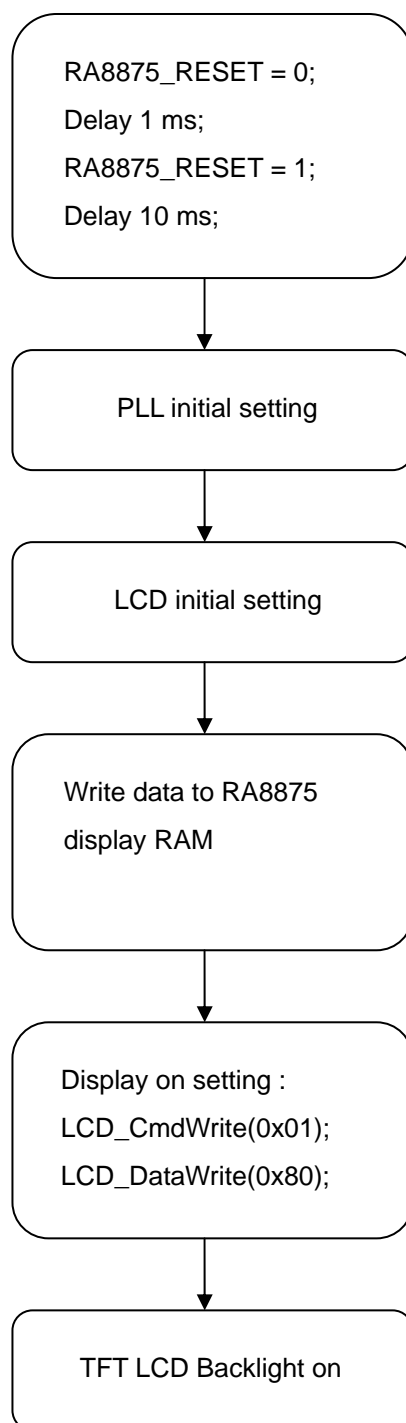 RA8875_RESET = 0;
Delay 1 ms;
RA8875_RESET = 1;
Delay 10 ms;
PLL initial setting
LCD initial setting
Write data to RA8875
display RAM
Display on setting :
LCD_CmdWrite(0x01);
LCD_DataWrite(0x80);
TFT LCD Backlight on